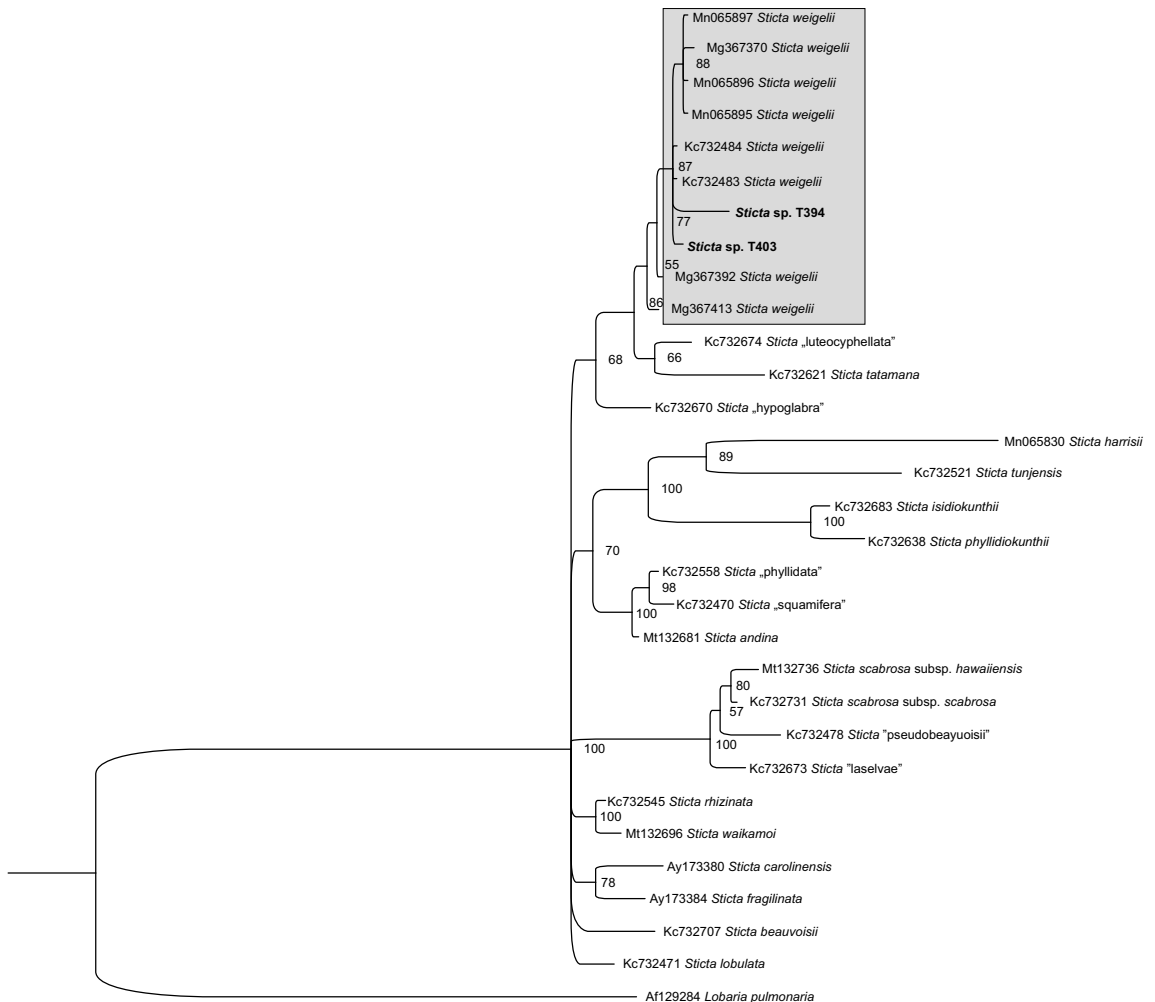 Mn065897 Sticta weigelii
Mg367370 Sticta weigelii
88
Mn065896 Sticta weigelii
Mn065895 Sticta weigelii
Kc732484 Sticta weigelii
87
Kc732483 Sticta weigelii
Sticta sp. T394
77
Sticta sp. T403
55
Mg367392 Sticta weigelii
86
Mg367413 Sticta weigelii
Kc732674 Sticta „luteocyphellata”
68
66
Kc732621 Sticta tatamana
Kc732670 Sticta „hypoglabra”
Mn065830 Sticta harrisii
89
Kc732521 Sticta tunjensis
100
Kc732683 Sticta isidiokunthii
100
Kc732638 Sticta phyllidiokunthii
70
Kc732558 Sticta „phyllidata”
98
Kc732470 Sticta „squamifera”
100
Mt132681 Sticta andina
Mt132736 Sticta scabrosa subsp. hawaiiensis
80
Kc732731 Sticta scabrosa subsp. scabrosa
57
Kc732478 Sticta ”pseudobeayuoisii”
100
100
Kc732673 Sticta ”laselvae”
Kc732545 Sticta rhizinata
100
Mt132696 Sticta waikamoi
Ay173380 Sticta carolinensis
78
Ay173384 Sticta fragilinata
Kc732707 Sticta beauvoisii
Kc732471 Sticta lobulata
Af129284 Lobaria pulmonaria